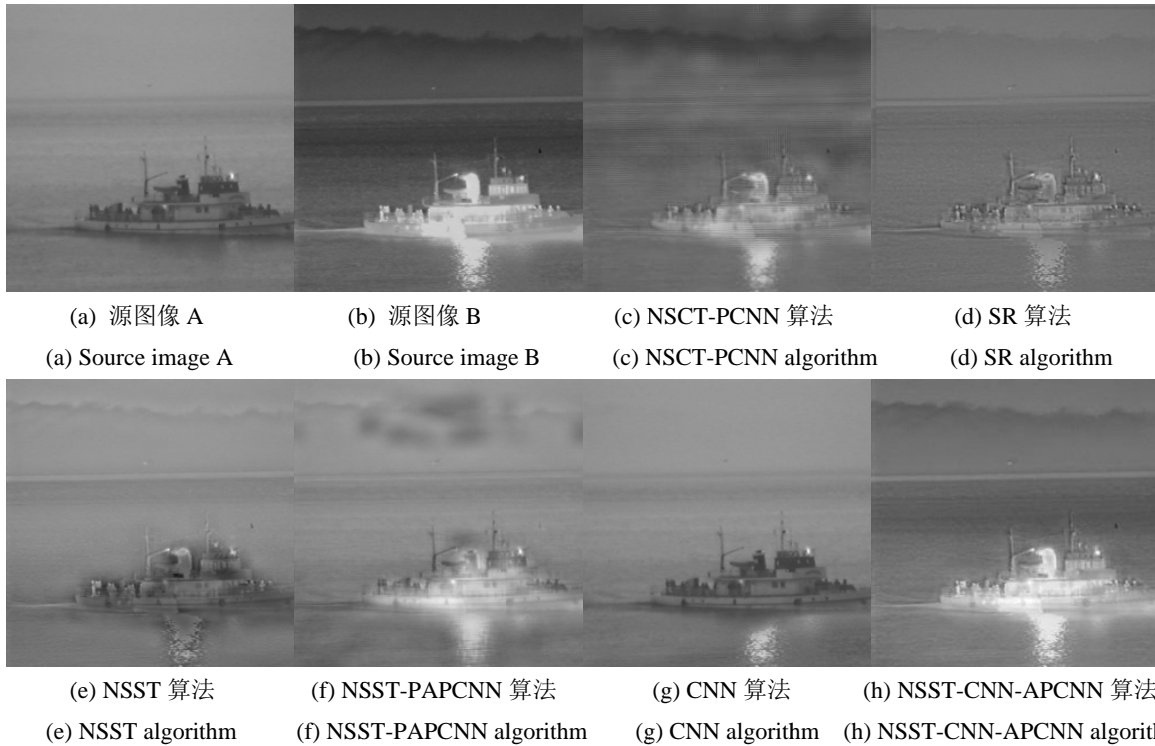 (a) 源图像 A
(b) 源图像 B
(c) NSCT-PCNN 算法
(d) SR 算法
(a) Source image A
(b) Source image B
(c) NSCT-PCNN algorithm
(d) SR algorithm
(e) NSST 算法
(f) NSST-PAPCNN 算法
(g) CNN 算法
(h) NSST-CNN-APCNN 算法
(e) NSST algorithm
(f) NSST-PAPCNN algorithm
(g) CNN algorithm
(h) NSST-CNN-APCNN algorith